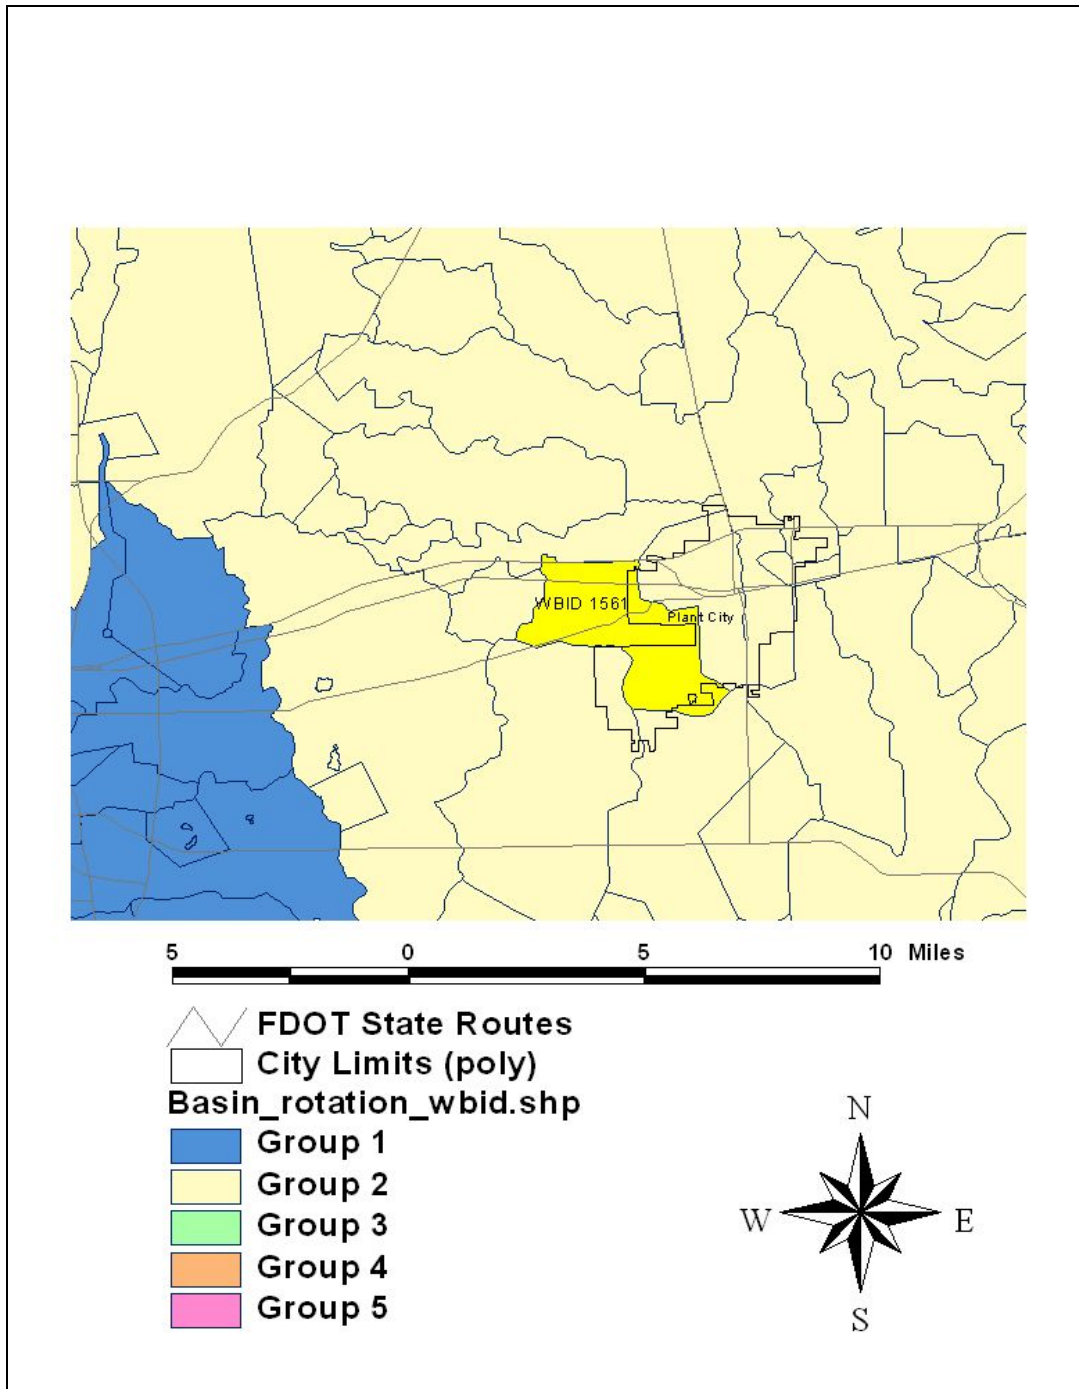 WBID 1561
Plant City
5 0 5 10 Miles
FDOT State Routes
City Limits (poly)
Basin_rotation_wbid.shp
Group 1
Group 2
Group 3
Group 4
Group 5
N
W E
S